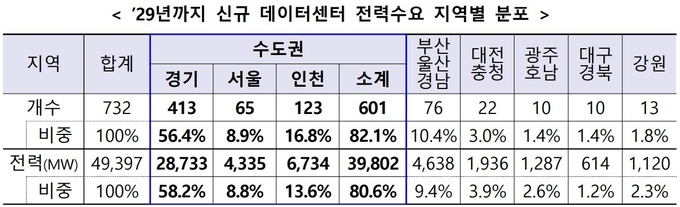 < ’29년까지 신규 데이터센터 전력수요 지역별 분포 >
지역 합계 수도권 부산 울산 경남 대전 충청 광주 호남 대구 경북 강원
경기 서울 인천 소계
개수 732 413 65 123 601 76 22 10 10 13
비중 100% 56.4% 8.9% 16.8% 82.1% 10.4% 3.0% 1.4% 1.4% 1.8%
전력(MW) 49,397 28,733 4,335 6,734 39,802 4,638 1,936 1,287 614 1,120
비중 100% 58.2% 8.8% 13.6% 80.6% 9.4% 3.9% 2.6% 1.2% 2.3%